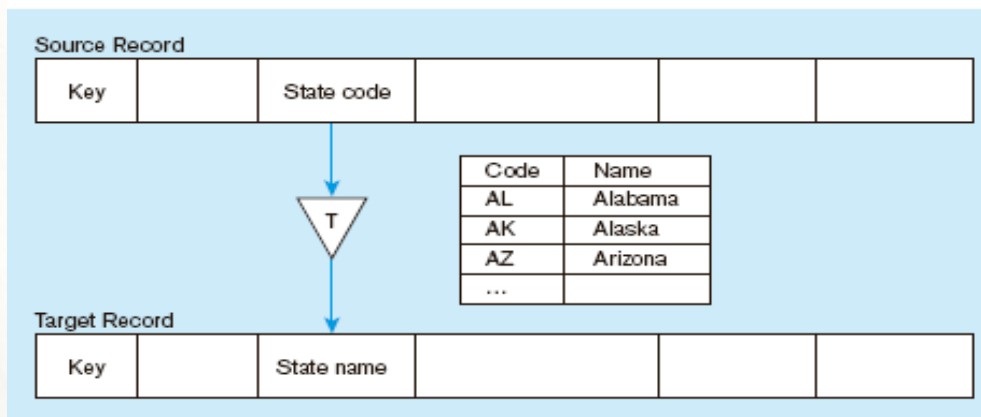 Source Record
Key State code
Code Name
AL Alabama
T
AK Alaska
AZ Arizona
...
Target Record
Key State name